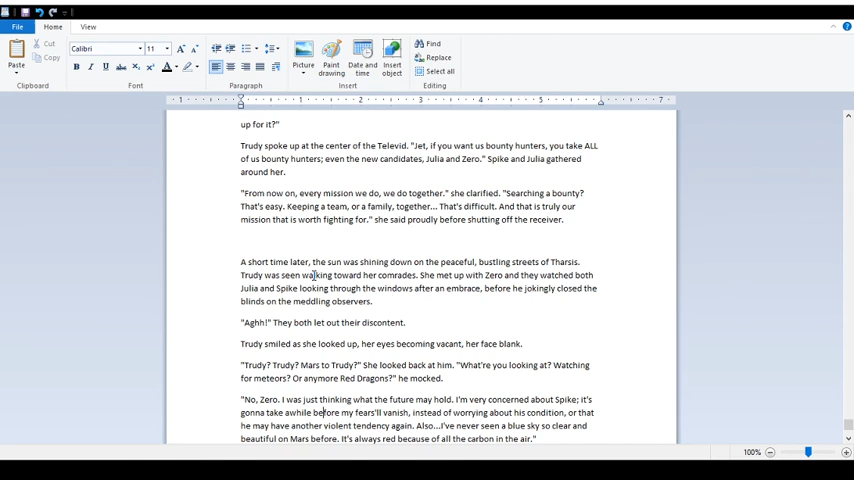 File
Home
View
Cut
Copy
Paste
Clipboard
Calibri
11
Font
Paragraph
Picture
Paint drawing
Date and time
Insert object
Insert
Find
Replace
Select all
Editing
1 1 2 3 4 5 7
up for it?"
Trudy spoke up at the center of the Televid. "Jet, if you want us bounty hunters, you take ALL
of us bounty hunters; even the new candidates, Julia and Zero." Spike and Julia gathered
around her.
"From now on, every mission we do, we do together." she clarified. "Searching a bounty?
That's easy. Keeping a team, or a family, together... That's difficult. And that is truly our
mission that is worth fighting for." she said proudly before shutting off the receiver.
A short time later, the sun was shining down on the peaceful, bustling streets of Tharsis.
Trudy was seen walking toward her comrades. She met up with Zero and they watched both
Julia and Spike looking through the windows after an embrace, before he jokingly closed the
blinds on the meddling observers.
"Aghh!" They both let out their discontent.
Trudy smiled as she looked up, her eyes becoming vacant, her face blank.
"Trudy? Trudy? Mars to Trudy?" She looked back at him. "What're you looking at? Watching
for meteors? Or anymore Red Dragons?" he mocked.
"No, Zero. I was just thinking what the future may hold. I'm very concerned about Spike; it's
gonna take awhile before my fears'll vanish, instead of worrying about his condition, or that
he may have another violent tendency again. Also...I've never seen a blue sky so clear and
beautiful on Mars before. It's always red because of all the carbon in the air."
100%